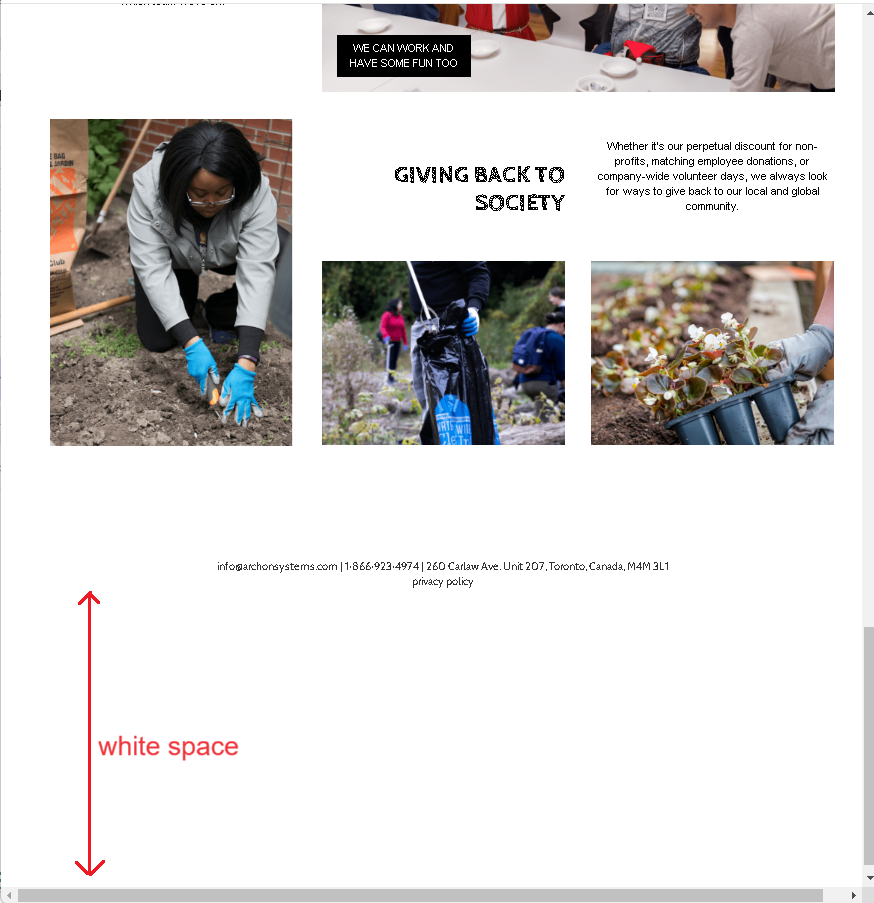 WE CAN WORK AND
HAVE SOME FUN TOO
GIVING BACK TO
SOCIETY
Whether it's our perpetual discount for non-
profits, matching employee donations, or
company-wide volunteer days, we always look
for ways to give back to our local and global
community.
info@archonsystems.com | 1-866-923-4974 | 260 Carlaw Ave. Unit 207, Toronto, Canada, M4M 3L1
privacy policy
white space